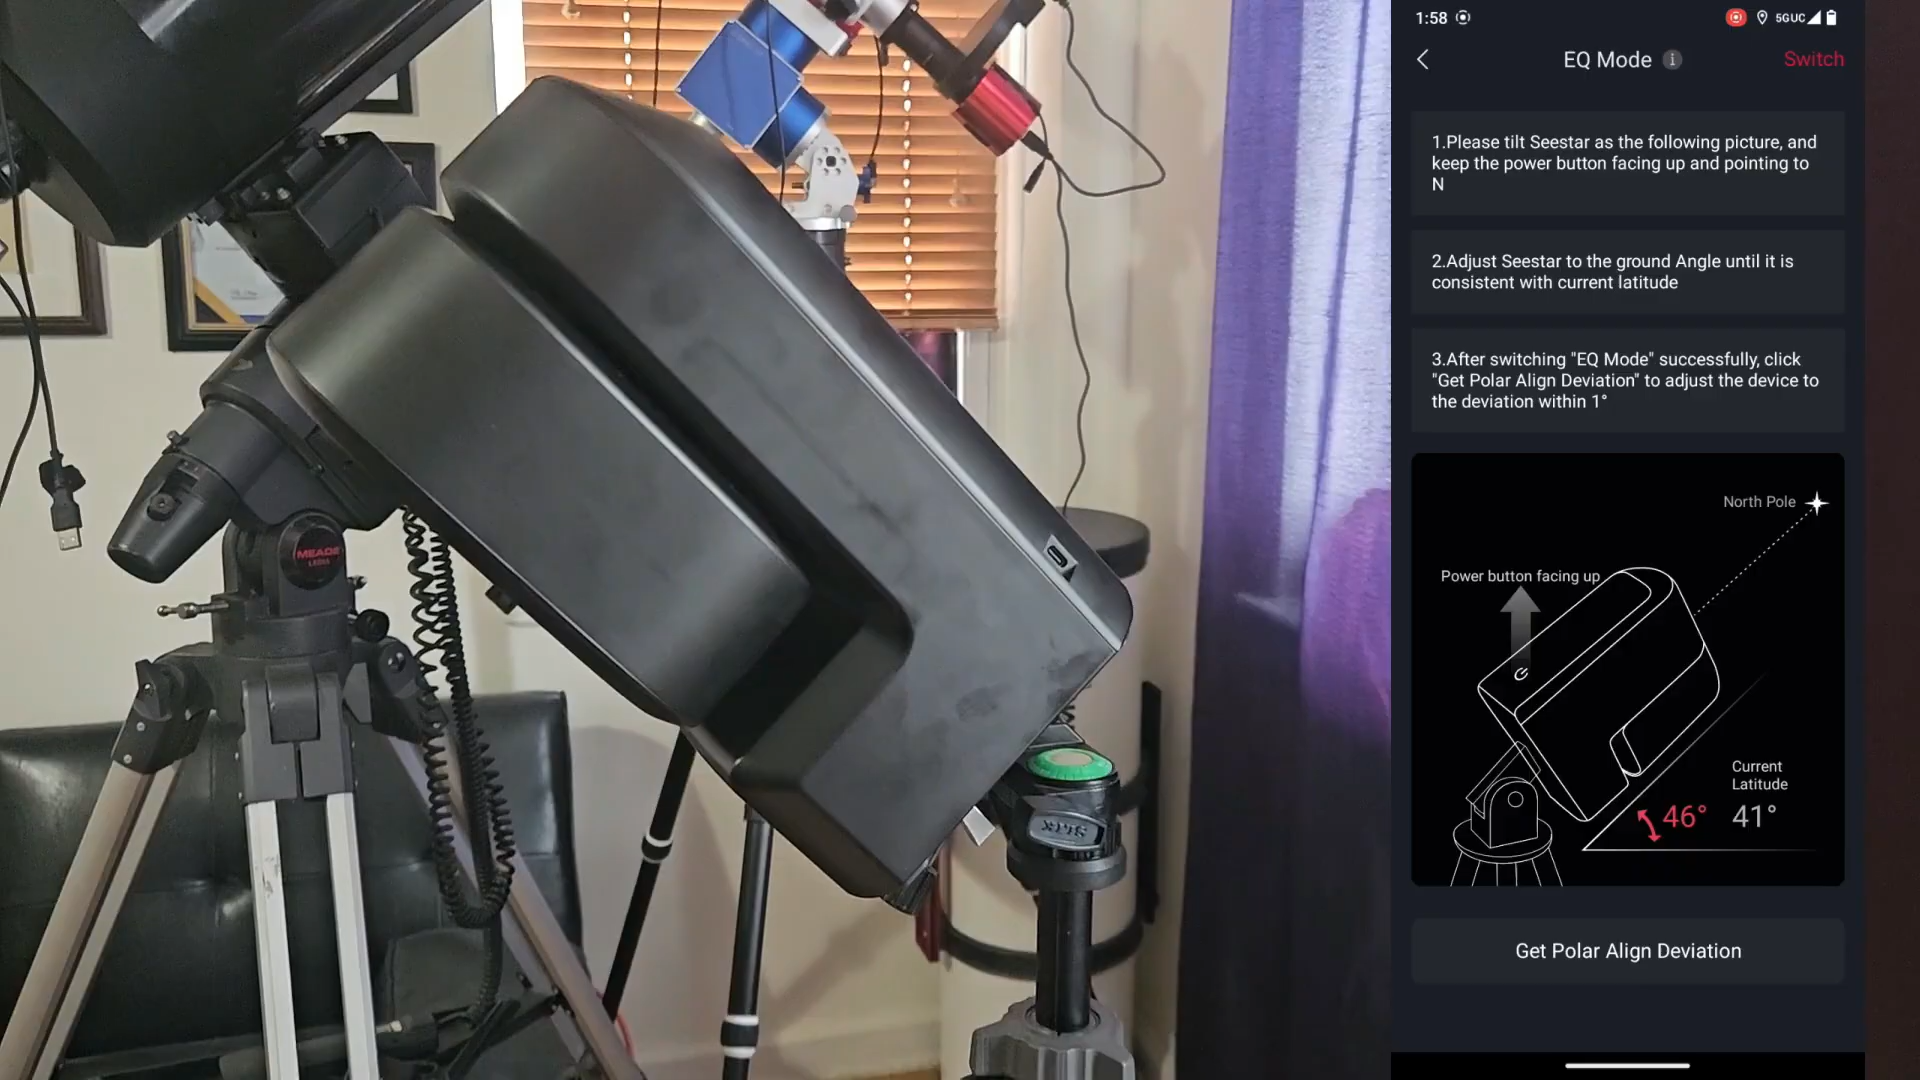 1:58
5GUC
EQ Mode
Switch
1.Please tilt Seestar as the following picture, and
keep the power button facing up and pointing to
N
2.Adjust Seestar to the ground Angle until it is
consistent with current latitude
3.After switching "EQ Mode" successfully, click
"Get Polar Align Deviation" to adjust the device to
the deviation within 1°
North Pole
Power button facing up
Current
Latitude
46° 41°
Get Polar Align Deviation
MEADE
SLIK